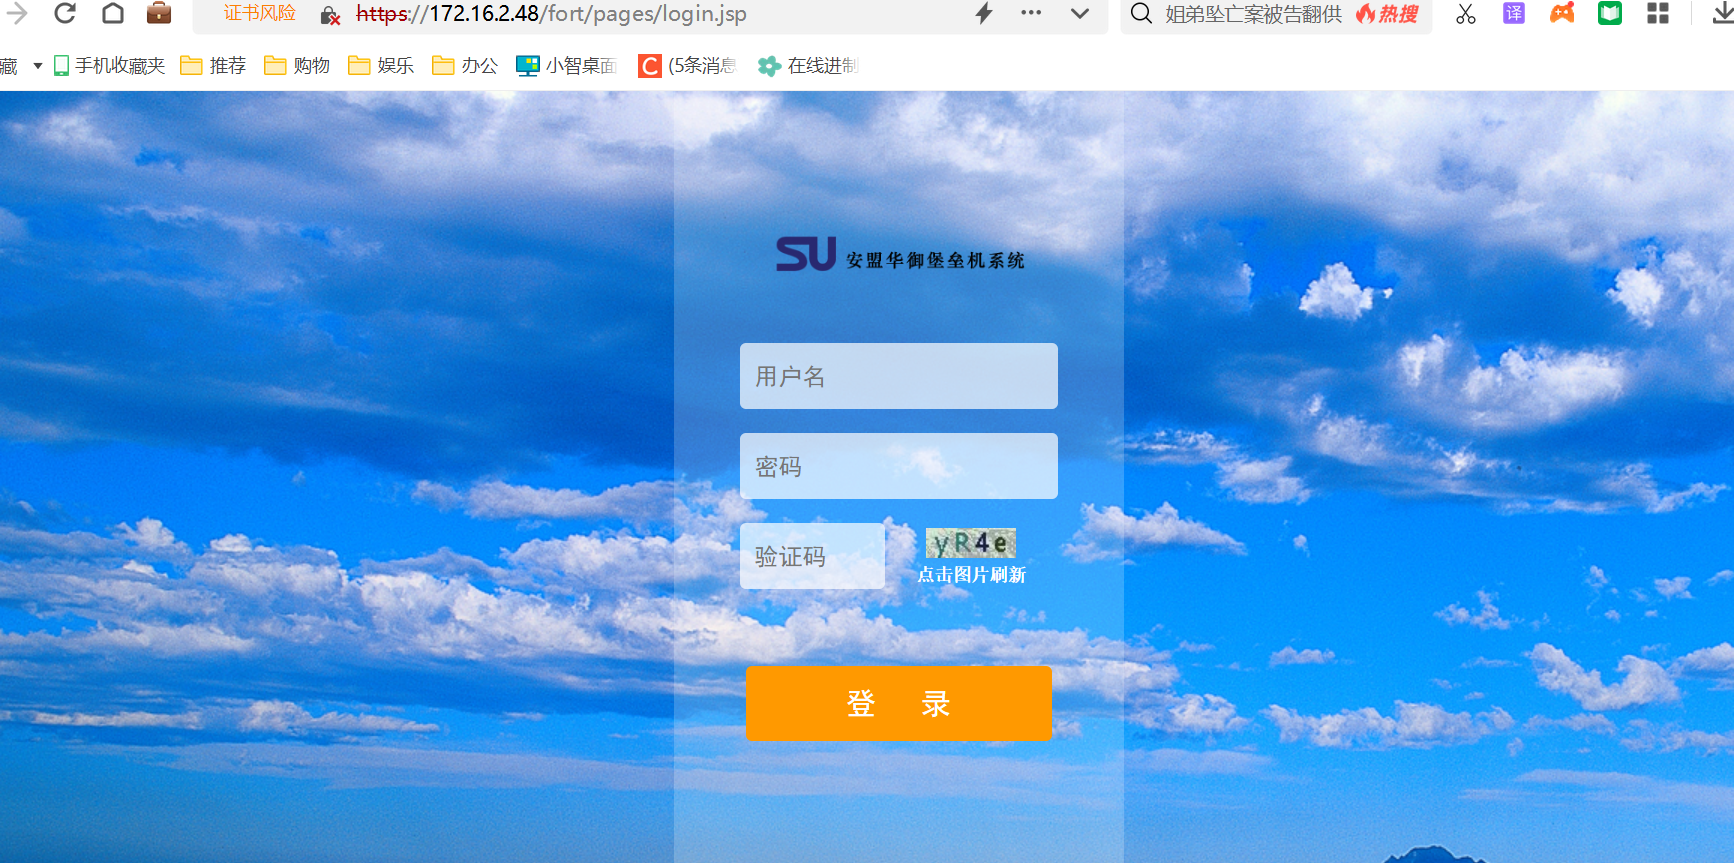 证书风险 https://172.16.2.48/fort/pages/login.jsp 姐弟坠亡案被告翻供 热搜 译
藏 手机收藏夹 推荐 购物 娱乐 办公 小智桌面 C (5条消息 在线进制
SU 安盟华御堡垒机系统
用户名
密码
验证码 yR4e
点击图片刷新
登 录